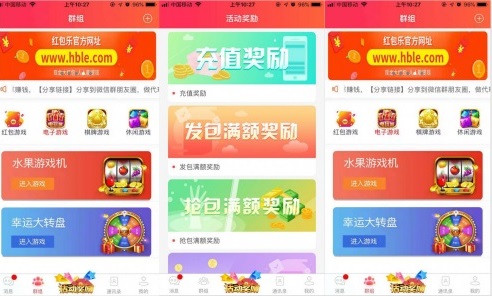 中国移动 上午10:27
群组
红包乐官方网址
www.hble.com
「赚钱,【分享链接】分享到微信群朋友圈,做代
红包游戏 电子游戏 棋牌游戏 休闲游戏
水果游戏机
进入游戏
幸运大转盘
进入游戏
消息 群组 活动奖励 通讯录 我的
中国移动 上午10:27
活动奖励
充值奖励
充值奖励
发包满额奖励
发包满额奖励
抢包满额奖励
抢包满额奖励
消息 群组 活动奖励 通讯录 我的
中国移动 上午10:27
群组
红包乐官方网址
www.hble.com
「赚钱,【分享链接】分享到微信群朋友圈,做代
红包游戏 电子游戏 棋牌游戏 休闲游戏
水果游戏机
进入游戏
幸运大转盘
进入游戏
消息 群组 活动奖励 通讯录 我的